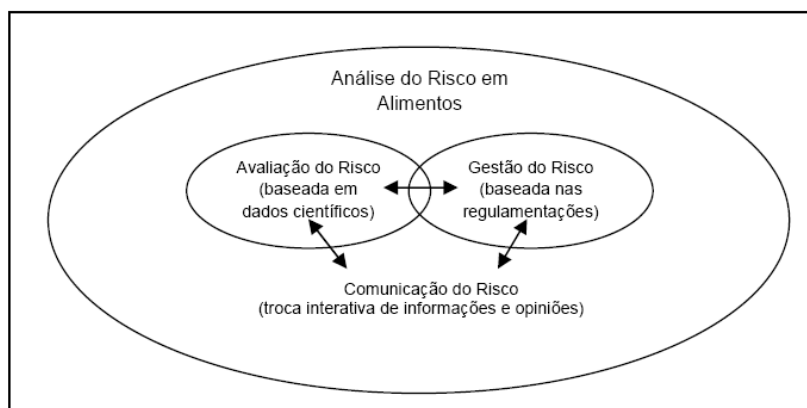 Análise do Risco em
Alimentos
Avaliação do Risco
(baseada em
dados científicos)
Gestão do Risco
(baseada nas
regulamentações)
Comunicação do Risco
(troca interativa de informações e opiniões)